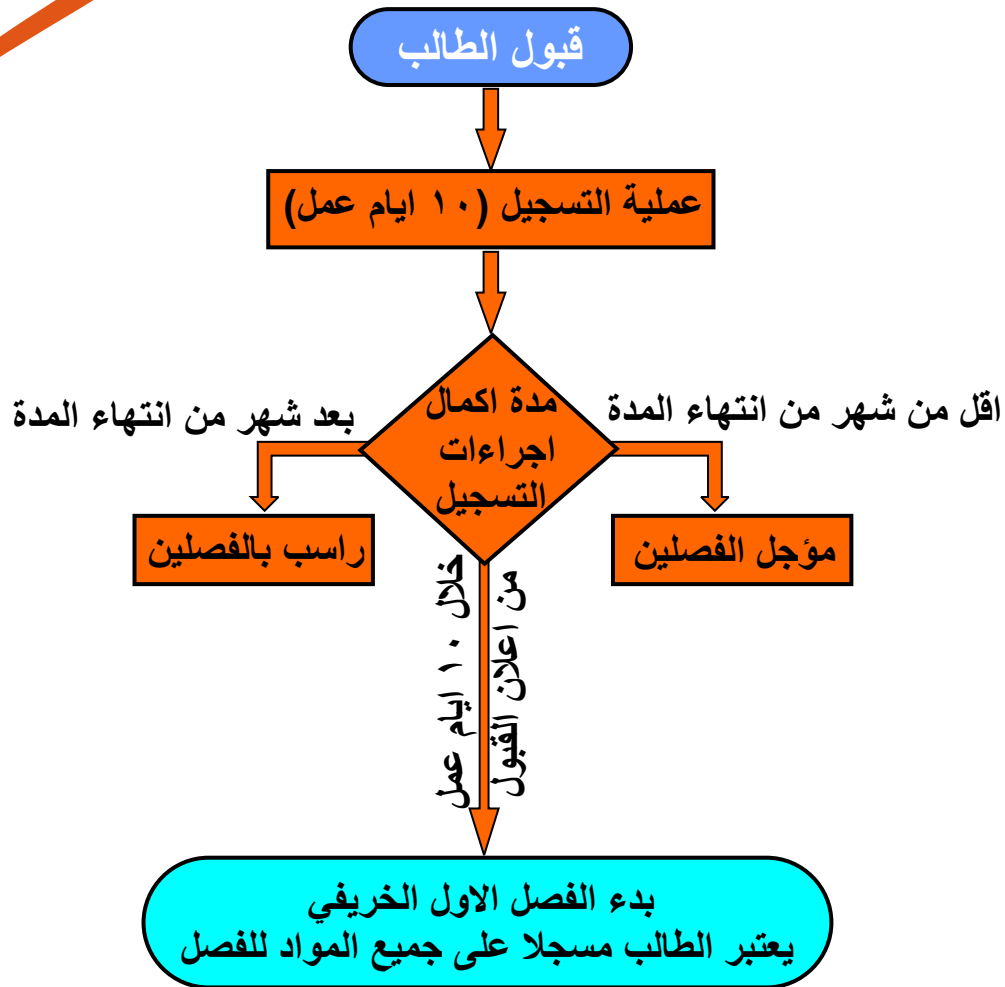 قبول الطالب
عملية التسجيل (١٠ ايام عمل)
مدة اكمال
اجراءات
التسجيل
اقل من شهر من انتهاء المدة
بعد شهر من انتهاء المدة
مؤجل الفصلين
راسب بالفصلين
خلال ١٠ ايام عمل
من اعلان القبول
بدء الفصل الاول الخريفي
يعتبر الطالب مسجلا على جميع المواد للفصل